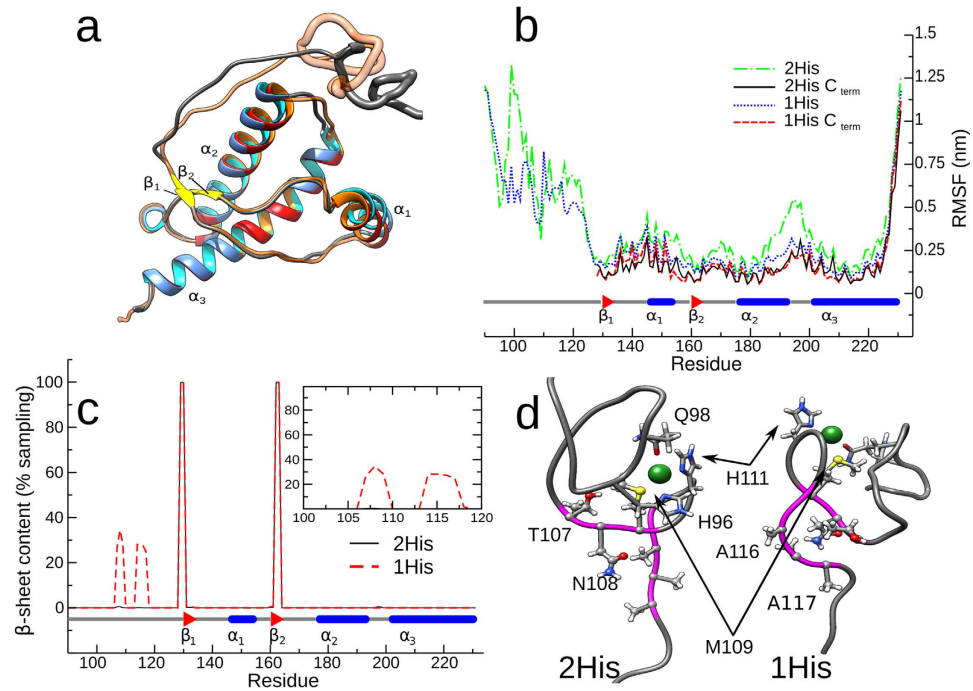 a
α2
β2
β1
α1
α3
b
1.5
1.25
1
0.75
0.5
0.25
0
RMSF (nm)
2His
2His C term
1His
1His C term
β1
α1
β2
α2
α3
100 120 140 160 180 200 220
Residue
c
β-sheet content (% sampling)
100
80
60
40
20
0
80
60
40
20
100 105 110 115 120
2His
1His
β1
α1
β2
α2
α3
100 120 140 160 180 200 220
Residue
d
Q98
H111
H96
T107
N108
A116
A117
M109
2His
1His